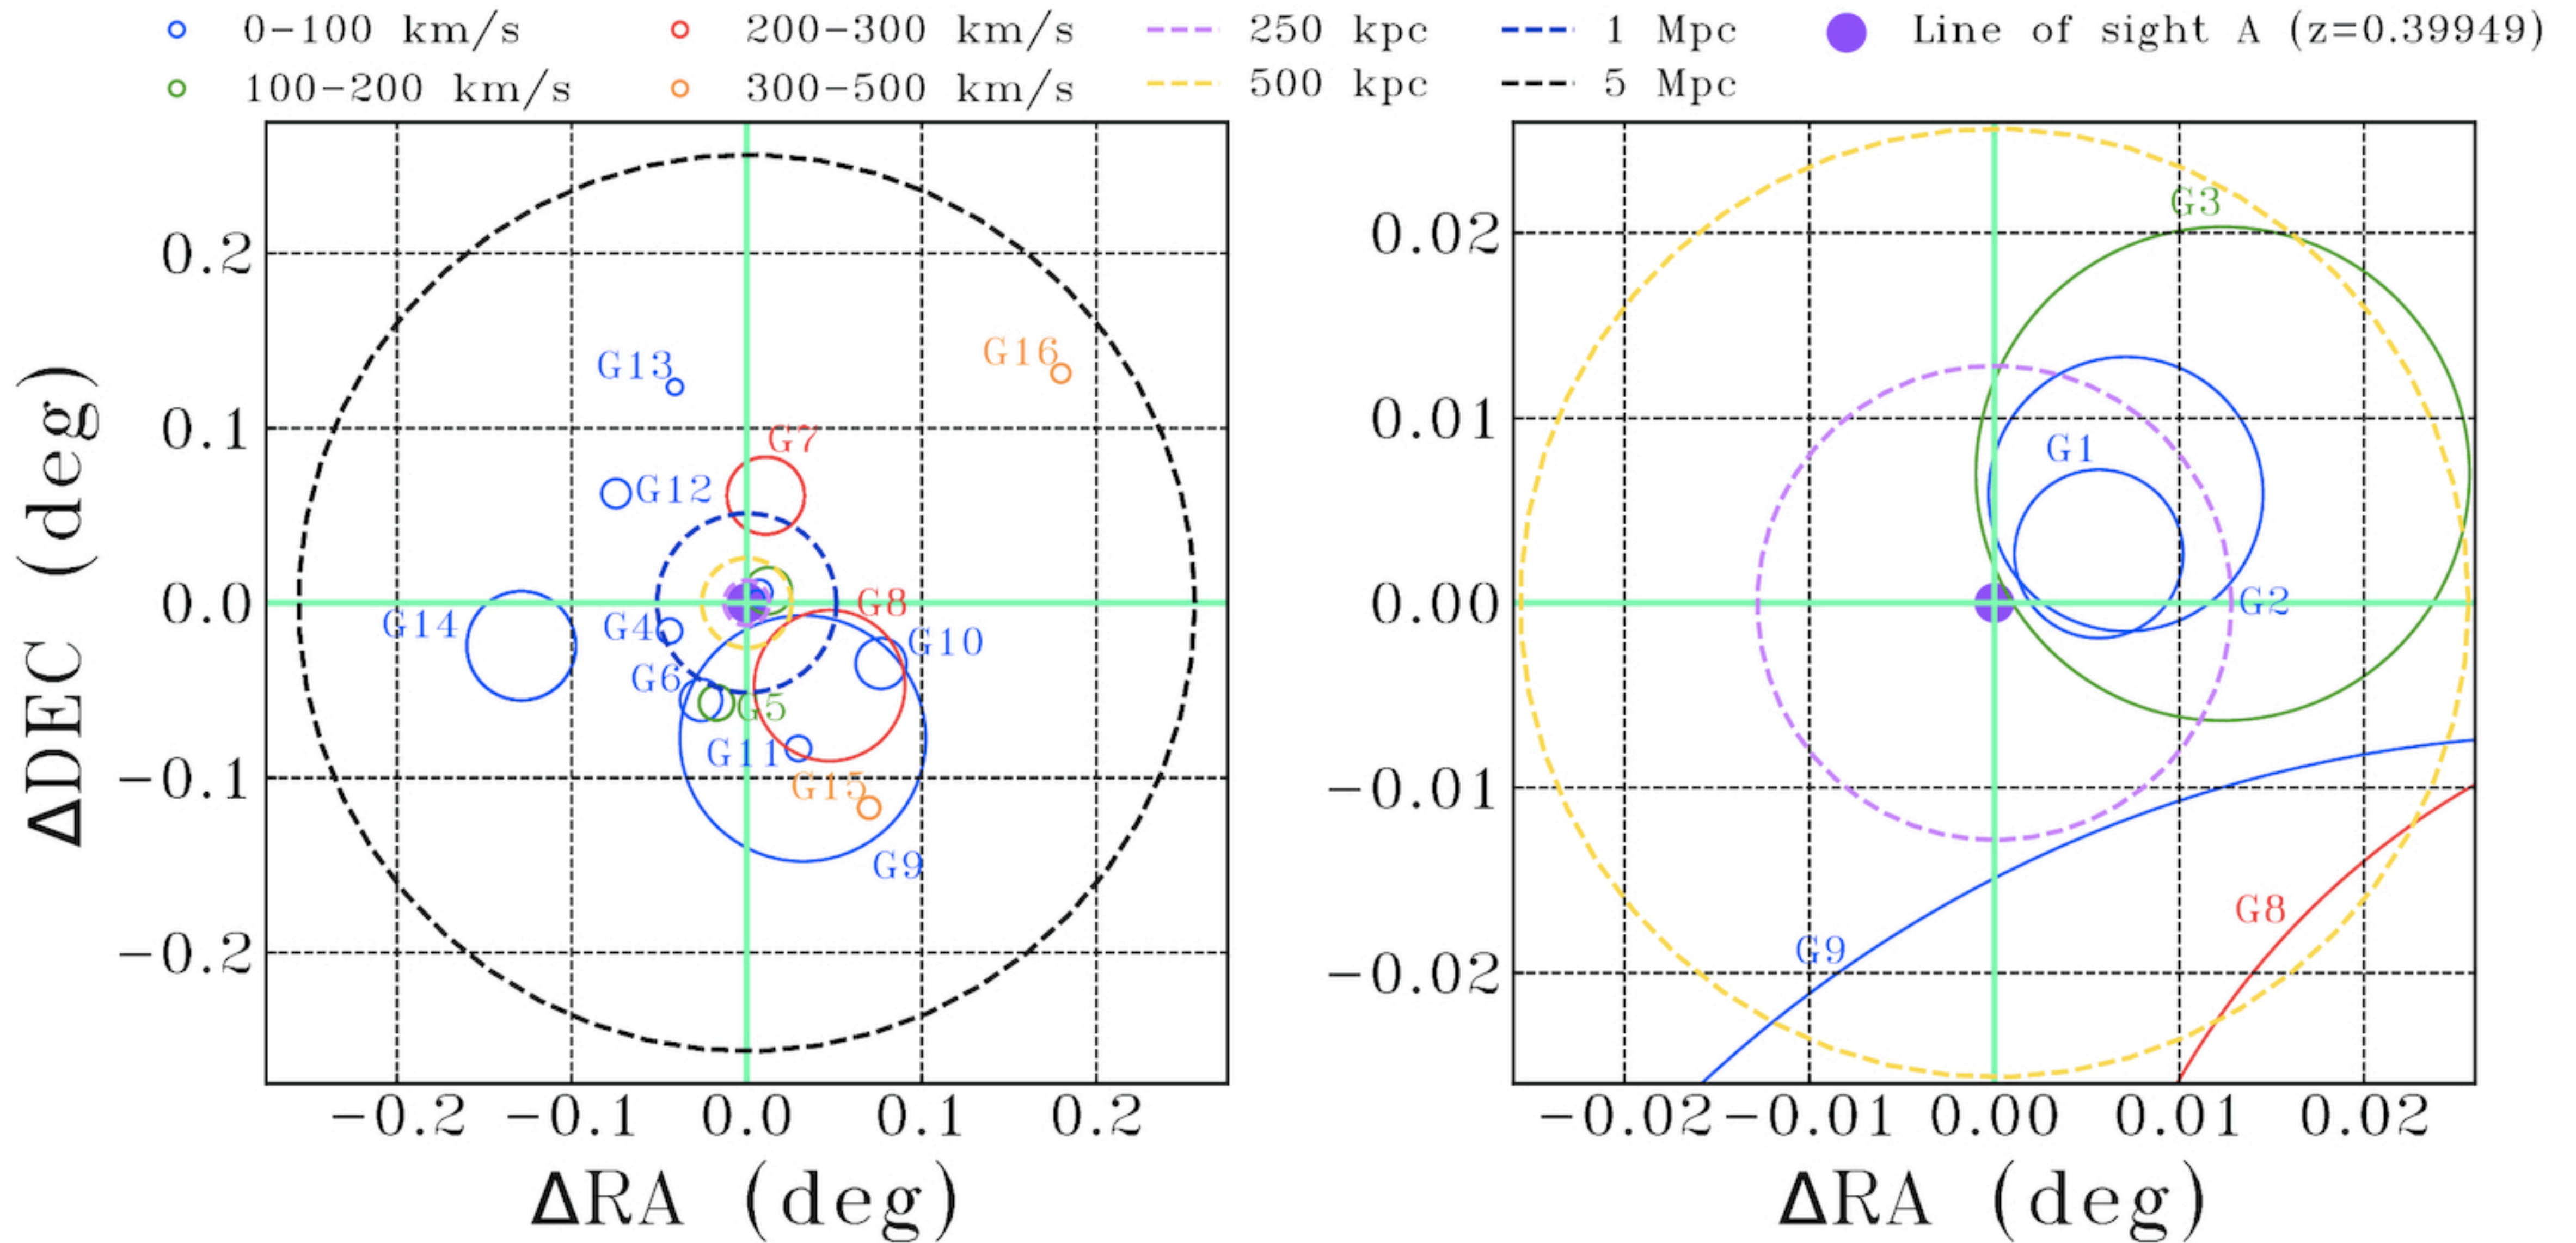 0-100 km/s 200-300 km/s 250 kpc 1 Mpc Line of sight A (z=0.39949)
100-200 km/s 300-500 km/s 500 kpc 5 Mpc
ΔDEC (deg)
0.2
0.1
0.0
-0.1
-0.2
G13
G16
G7
G12
G14
G4
G8
G10
G6
G5
G11
G15
G9
-0.2 -0.1 0.0 0.1 0.2
ΔRA (deg)
0.02
0.01
0.00
-0.01
-0.02
G3
G1
G2
G8
G9
-0.02 -0.01 0.00 0.01 0.02
ΔRA (deg)